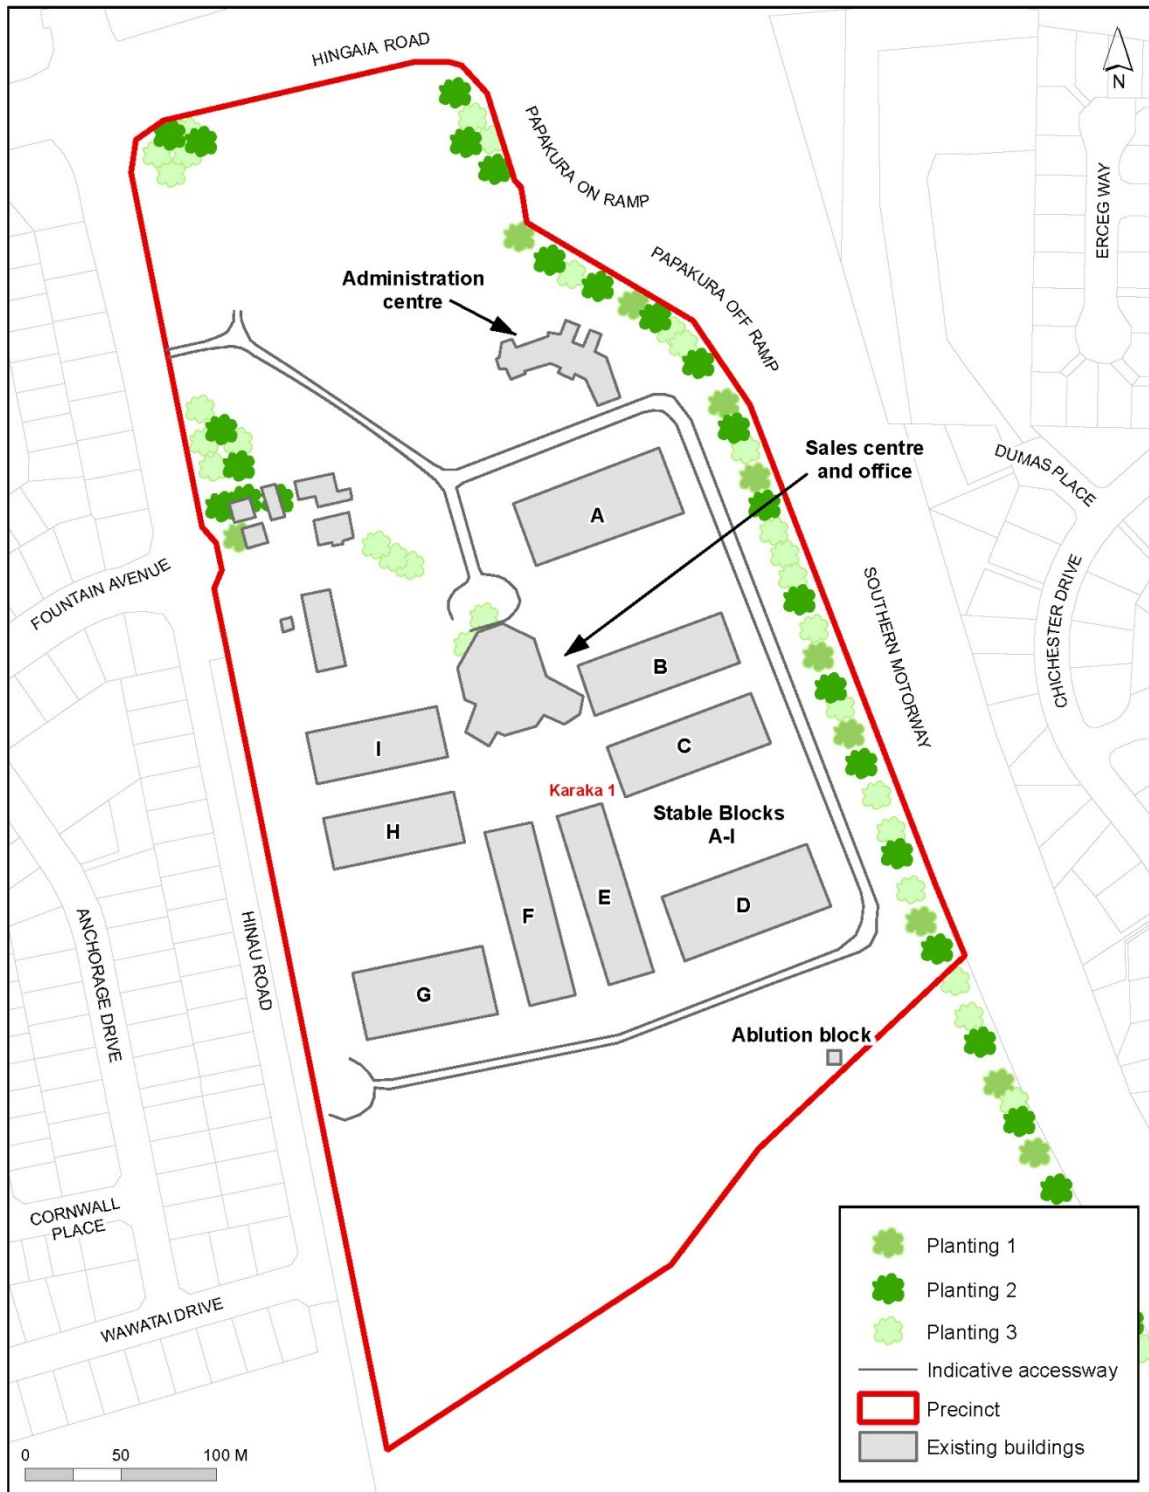 HINGAIA ROAD
N
PAPAKURA ON RAMP
ERCEG WAY
PAPAKURA OFF RAMP
Administration
centre
Sales centre
and office
DUMAS PLACE
A
FOUNTAIN AVENUE
SOUTHERN MOTORWAY
CHICHESTER DRIVE
B
C
I
Karaka 1
Stable Blocks
A-I
H
E
F
D
ANCHORAGE DRIVE
HINAU ROAD
G
Ablution block
CORNWALL
PLACE
WAWATAI DRIVE
Planting 1
Planting 2
Planting 3
Indicative accessway
Precinct
Existing buildings
0 50 100 M